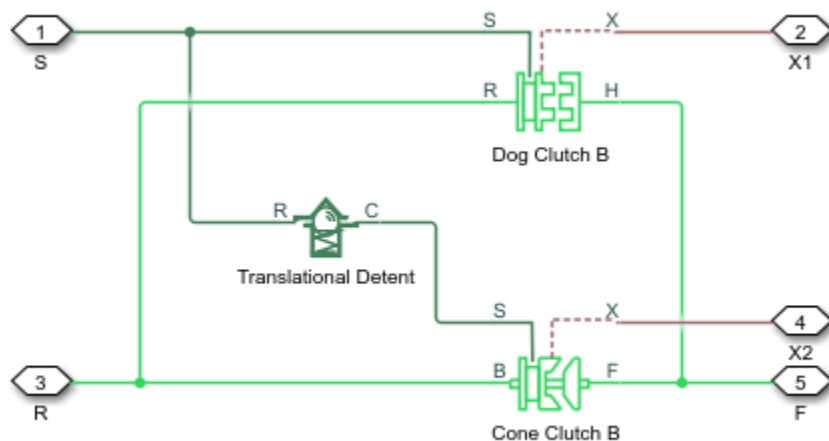 1
S
S
X
2
X1
R
H
Dog Clutch B
R
C
Translational Detent
S
X
4
X2
3
R
B
F
5
F
Cone Clutch B